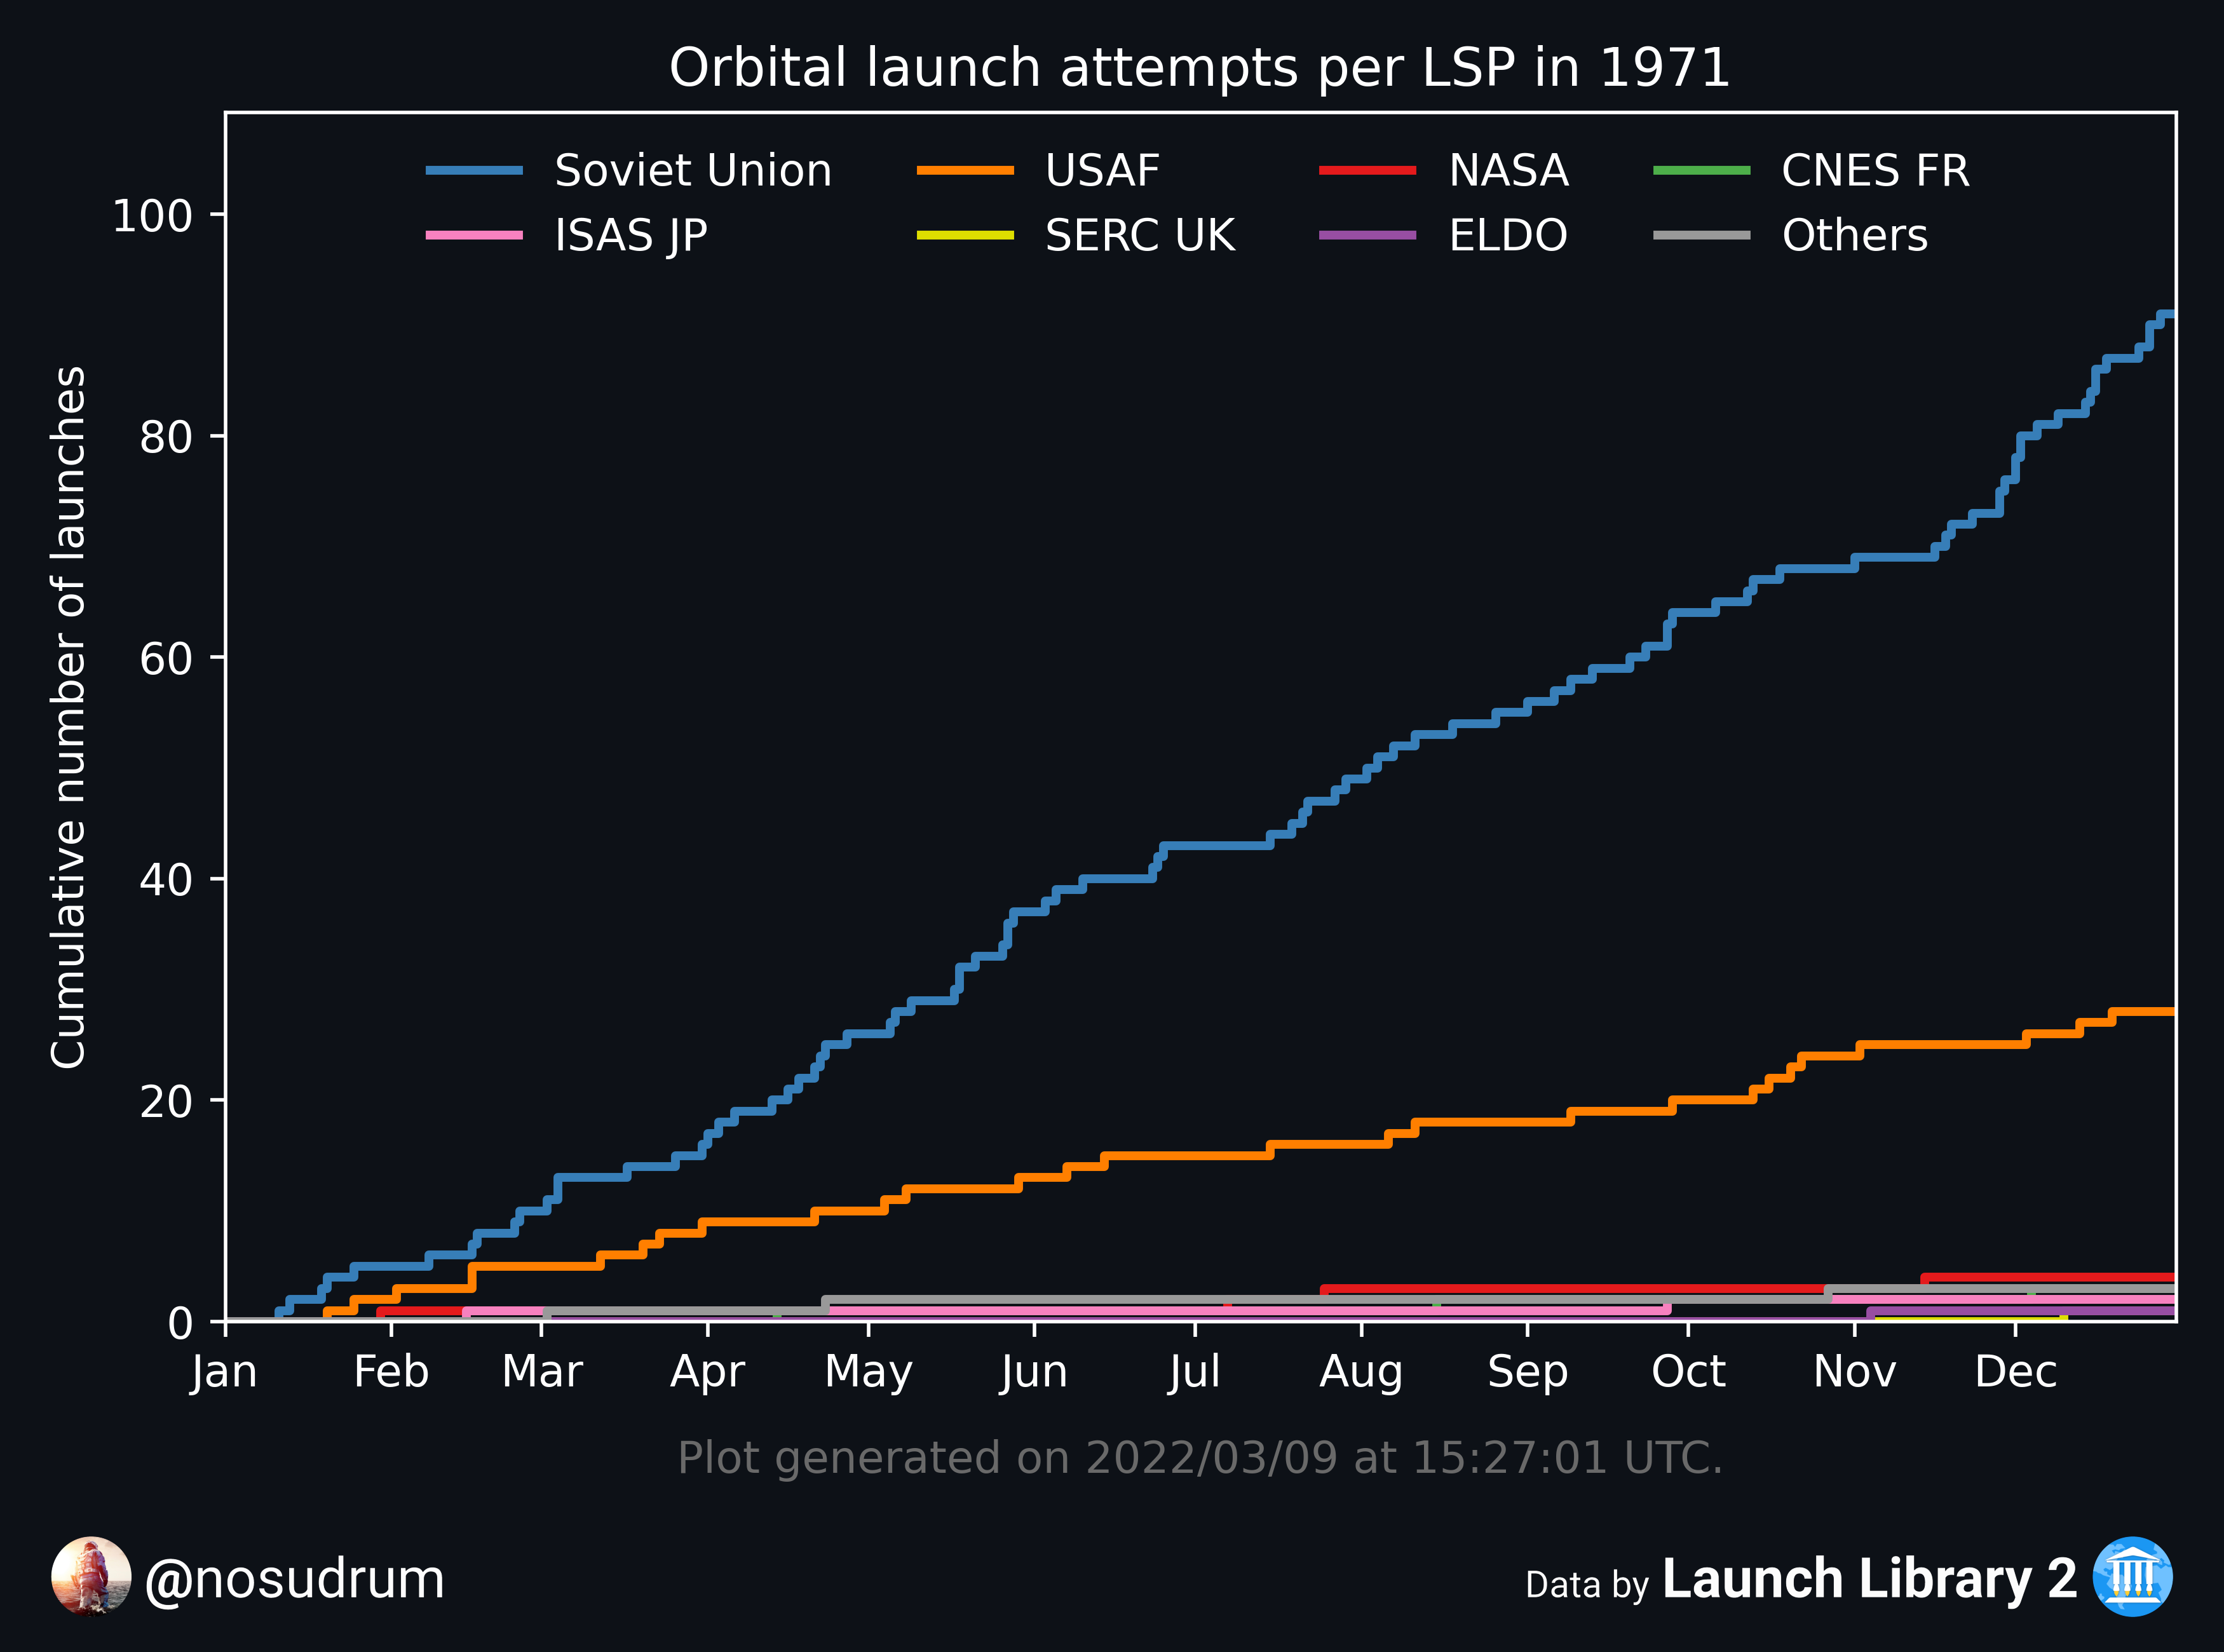 Orbital launch attempts per LSP in 1971
Soviet Union
USAF
NASA
CNES FR
ISAS JP
SERC UK
ELDO
Others
Cumulative number of launches
100
80
60
40
20
0
Jan
Feb
Mar
Apr
May
Jun
Jul
Aug
Sep
Oct
Nov
Dec
Plot generated on 2022/03/09 at 15:27:01 UTC.
@nosudrum
Data by Launch Library 2